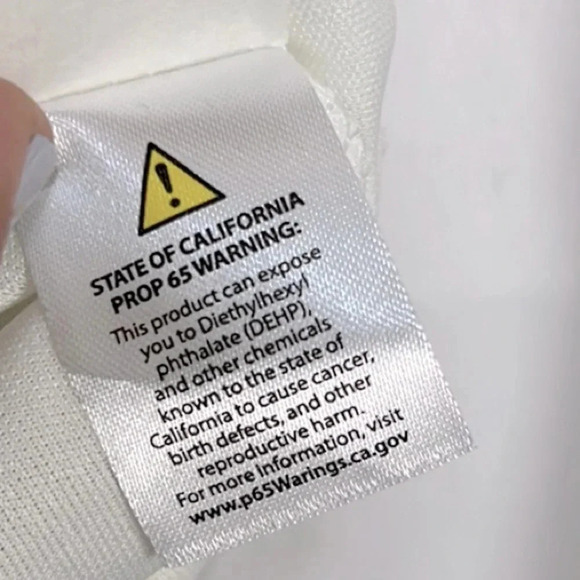 STATE OF CALIFORNIA
PROP 65 WARNING:
This product can expose
you to Diethylhexyl
phthalate (DEHP),
and other chemicals
known to the state of
California to cause cancer,
birth defects, and other
reproductive harm.
For more information, visit
www.p65Warings.ca.gov